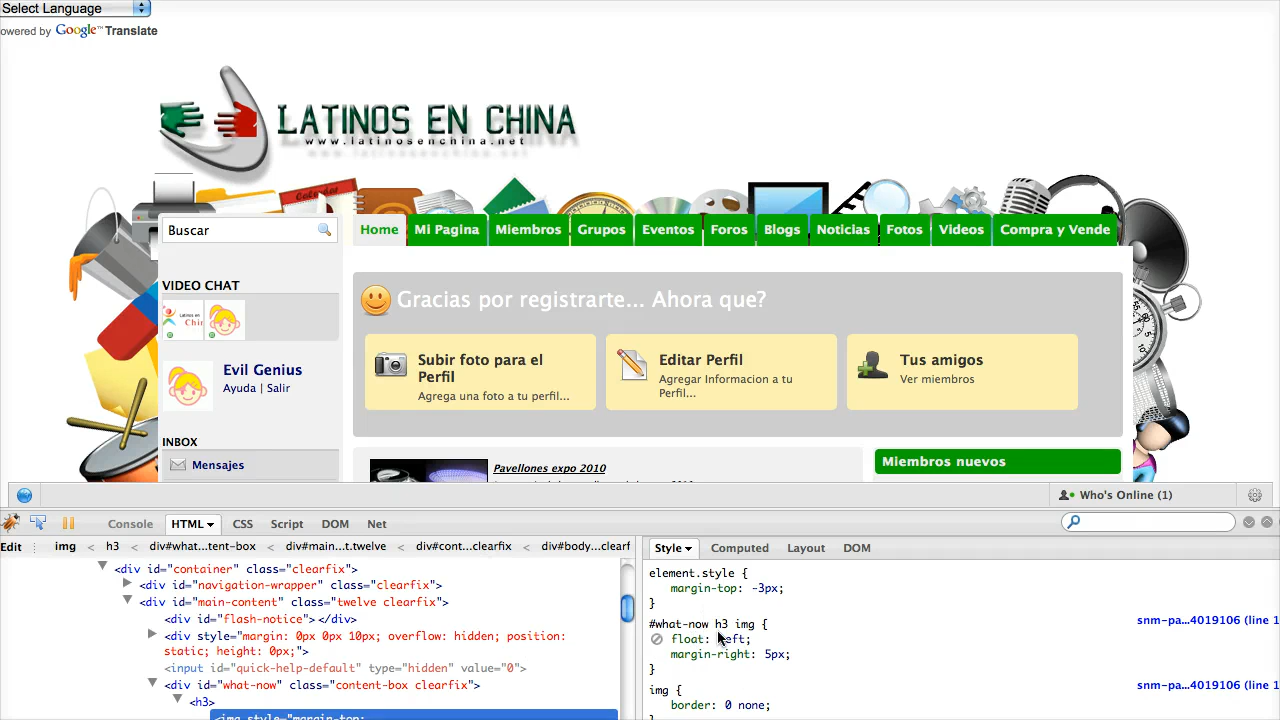 Select Language
owered by Google™ Translate
LATINOS EN CHINA
www.latinosenchina.net
Calendar
Buscar
Home Mi Pagina Miembros Grupos Eventos Foros Blogs Noticias Fotos Videos Compra y Vende
VIDEO CHAT
Latinos en
Chin
Gracias por registrarte... Ahora que?
Subir foto para el
Perfil
Agrega una foto a tu perfil...
Editar Perfil
Agregar Informacion a tu
Perfil...
Tus amigos
Ver miembros
Evil Genius
Ayuda | Salir
INBOX
Mensajes
Pavellones expo 2010
Miembros nuevos
Who's Online (1)
Console HTML CSS Script DOM Net
Edit img < h3 < div#what...tent-box < div#main...t.twelve < div#cont...clearfix < div#body...clearf
<div id="container" class="clearfix">
<div id="navigation-wrapper" class="clearfix">
<div id="main-content" class="twelve clearfix">
<div id="flash-notice"></div>
<div style="margin: 0px 0px 10px; overflow: hidden; position:
static; height: 0px;">
<input id="quick-help-default" type="hidden" value="0">
<div id="what-now" class="content-box clearfix">
<h3>
<img style="margin-top:
Style Computed Layout DOM
element.style {
margin-top: -3px;
}
#what-now h3 img {
snm-pa...4019106 (line 1
float: left;
margin-right: 5px;
}
img {
snm-pa...4019106 (line 1
border: 0 none;